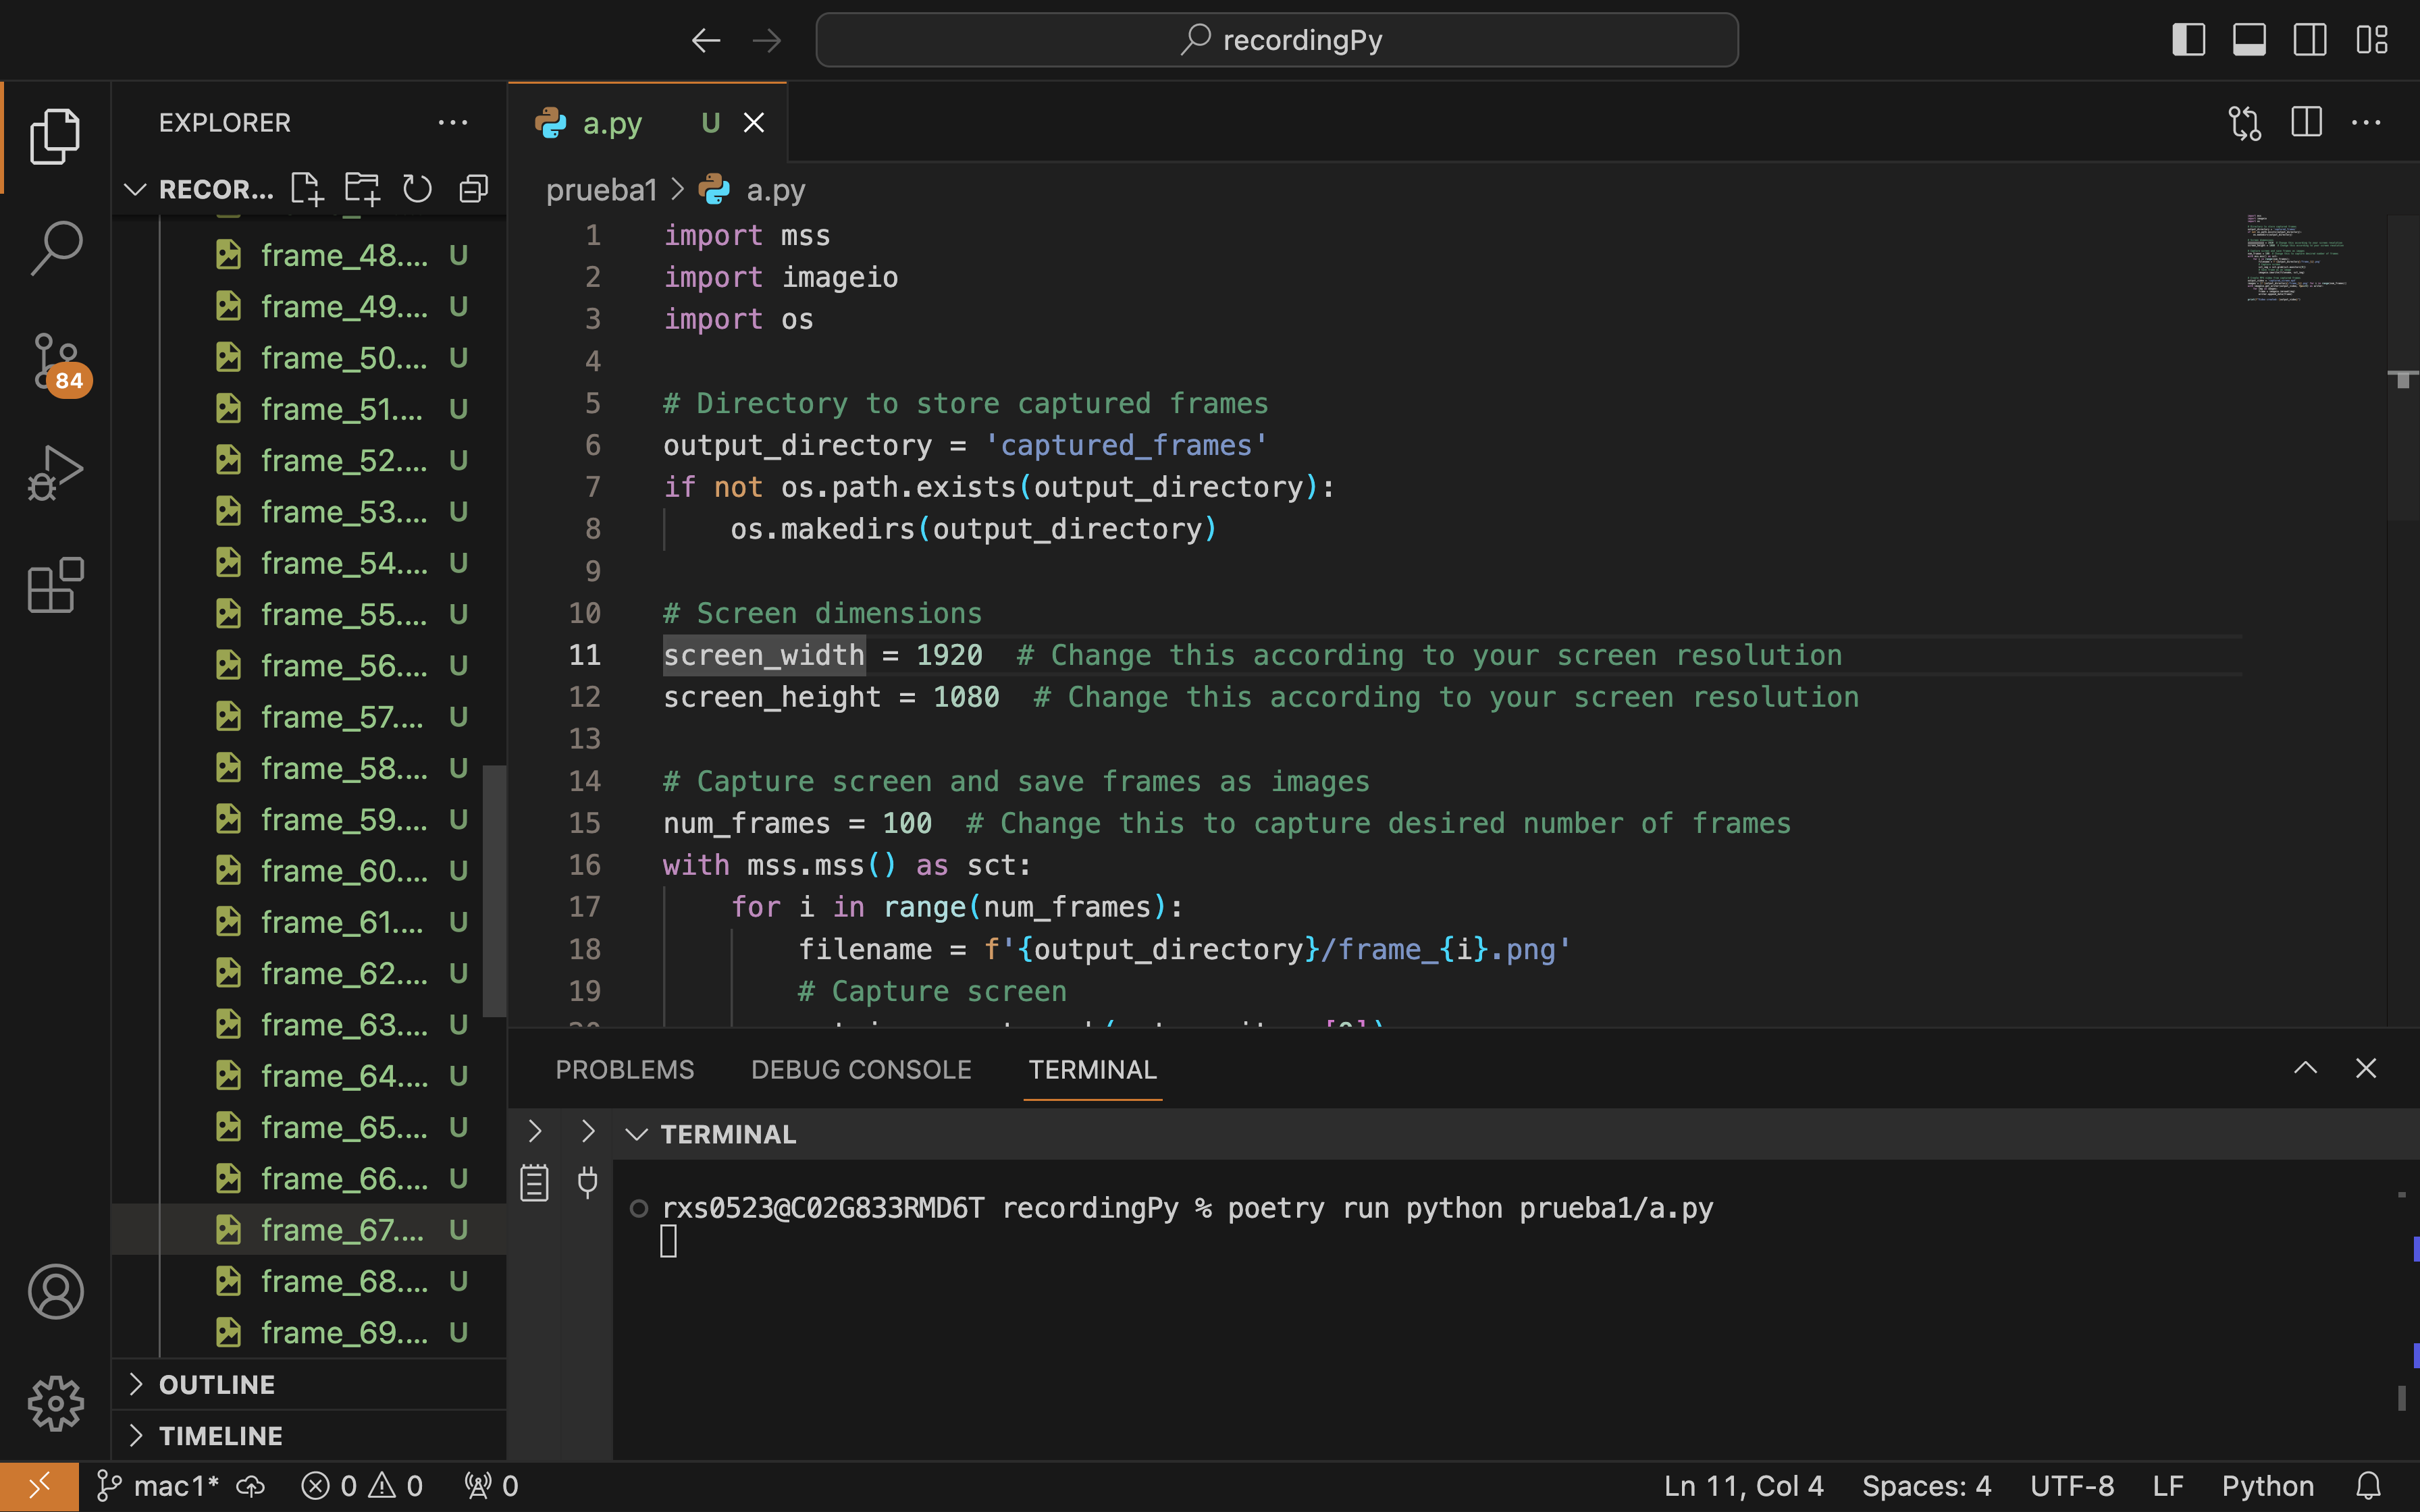 recordingPy
EXPLORER
RECOR...
frame_48.... U
frame_49.... U
frame_50.... U
frame_51.... U
frame_52.... U
frame_53.... U
frame_54.... U
frame_55.... U
frame_56.... U
frame_57.... U
frame_58.... U
frame_59.... U
frame_60.... U
frame_61.... U
frame_62.... U
frame_63.... U
frame_64.... U
frame_65.... U
frame_66.... U
frame_67.... U
frame_68.... U
frame_69.... U
OUTLINE
TIMELINE
84
a.py U
prueba1 > a.py
1 import mss
2 import imageio
3 import os
4
5 # Directory to store captured frames
6 output_directory = 'captured_frames'
7 if not os.path.exists(output_directory):
8 os.makedirs(output_directory)
9
10 # Screen dimensions
11 screen_width = 1920 # Change this according to your screen resolution
12 screen_height = 1080 # Change this according to your screen resolution
13
14 # Capture screen and save frames as images
15 num_frames = 100 # Change this to capture desired number of frames
16 with mss.mss() as sct:
17 for i in range(num_frames):
18 filename = f'{output_directory}/frame_{i}.png'
19 # Capture screen
PROBLEMS DEBUG CONSOLE TERMINAL
TERMINAL
rxs0523@C02G833RMD6T recordingPy % poetry run python prueba1/a.py
mac1* 0 0 0 Ln 11, Col 4 Spaces: 4 UTF-8 LF Python